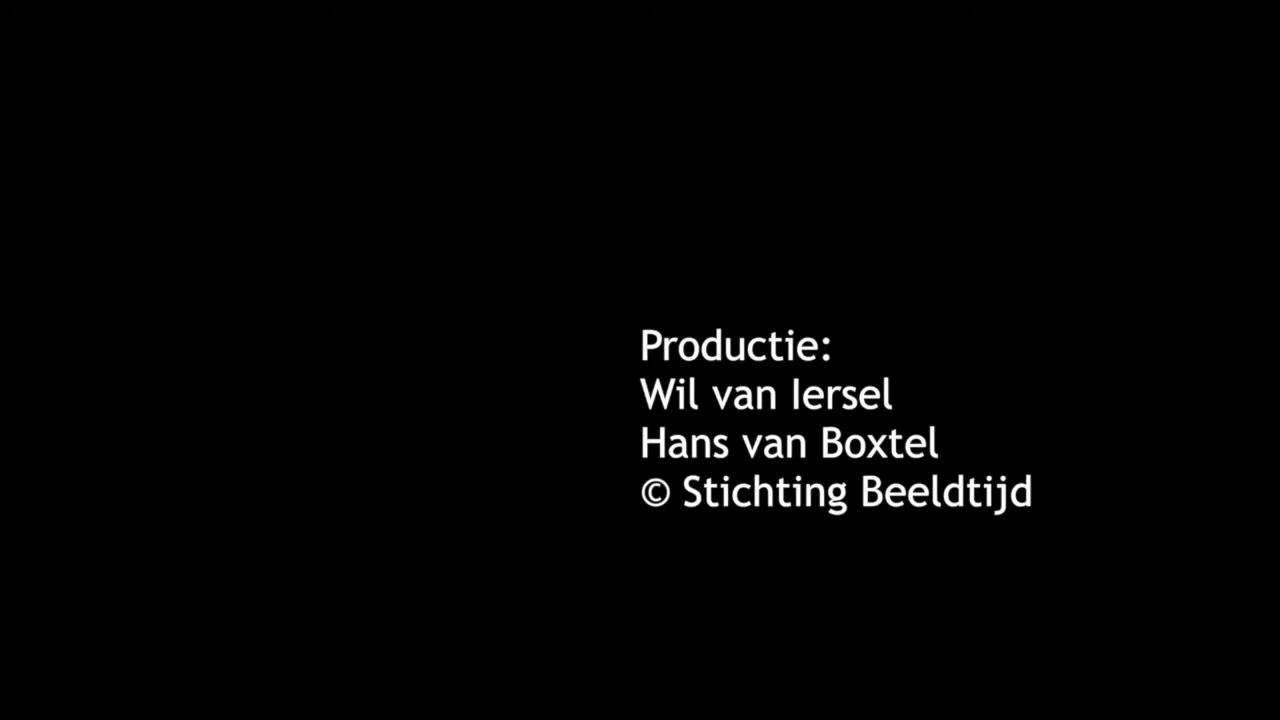 Productie:
Wil van Iersel
Hans van Boxtel
© Stichting Beeldtijd